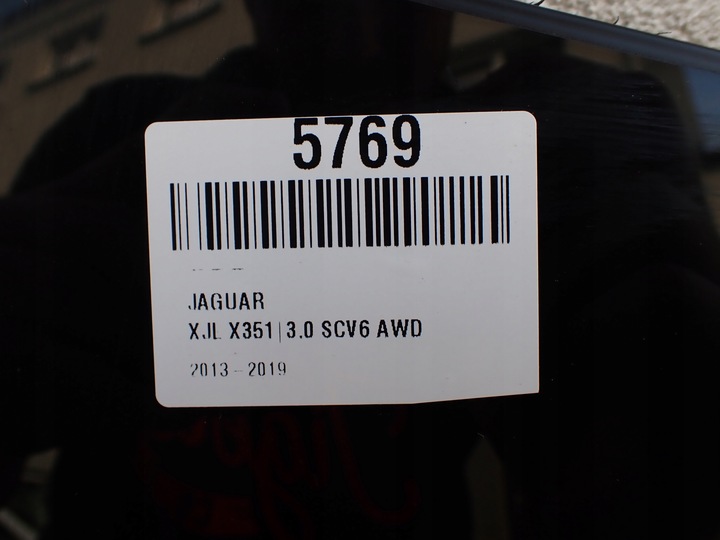 5769
JAGUAR
XJL X351 | 3.0 SCV6 AWD
2013 - 2019